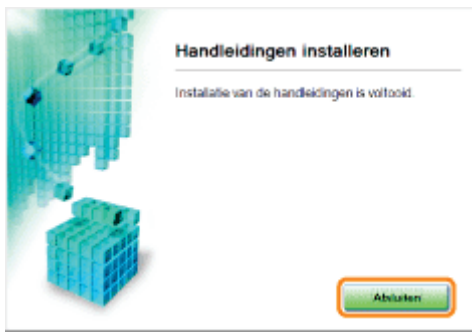 Handleidingen installeren
Installatie van de handleidingen is voltooid.
Afsluiten